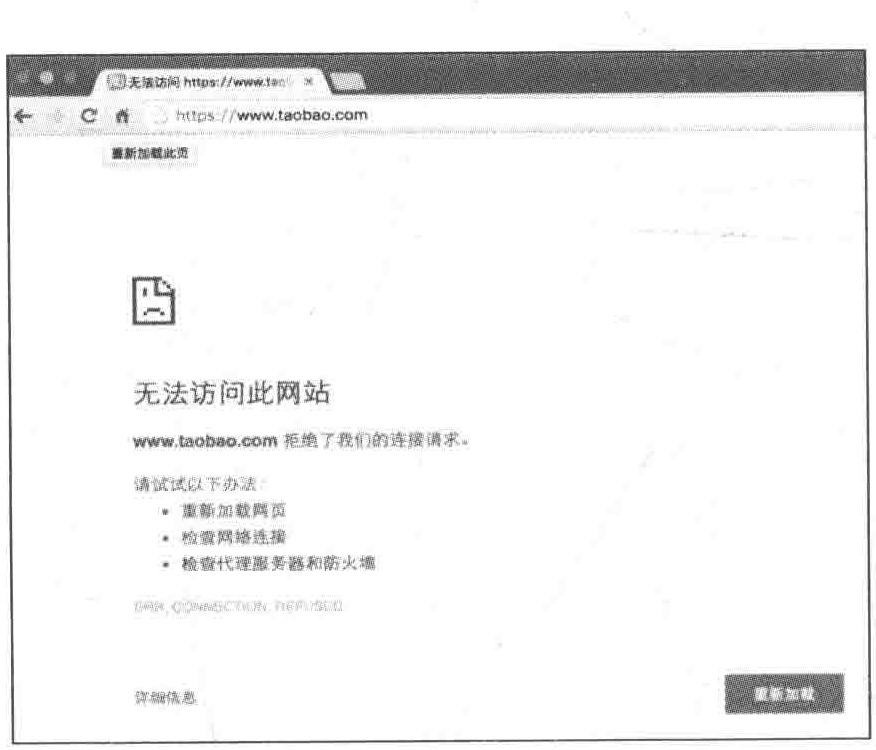 无法访问 https://www.tao
https://www.taobao.com
重新加载此页
无法访问此网站
www.taobao.com 拒绝了我们的连接请求。
请试试以下办法：
• 重新加载网页
• 检查网络连接
• 检查代理服务器和防火墙
ERR_CONNECTION_REFUSED
详细信息
重新加载